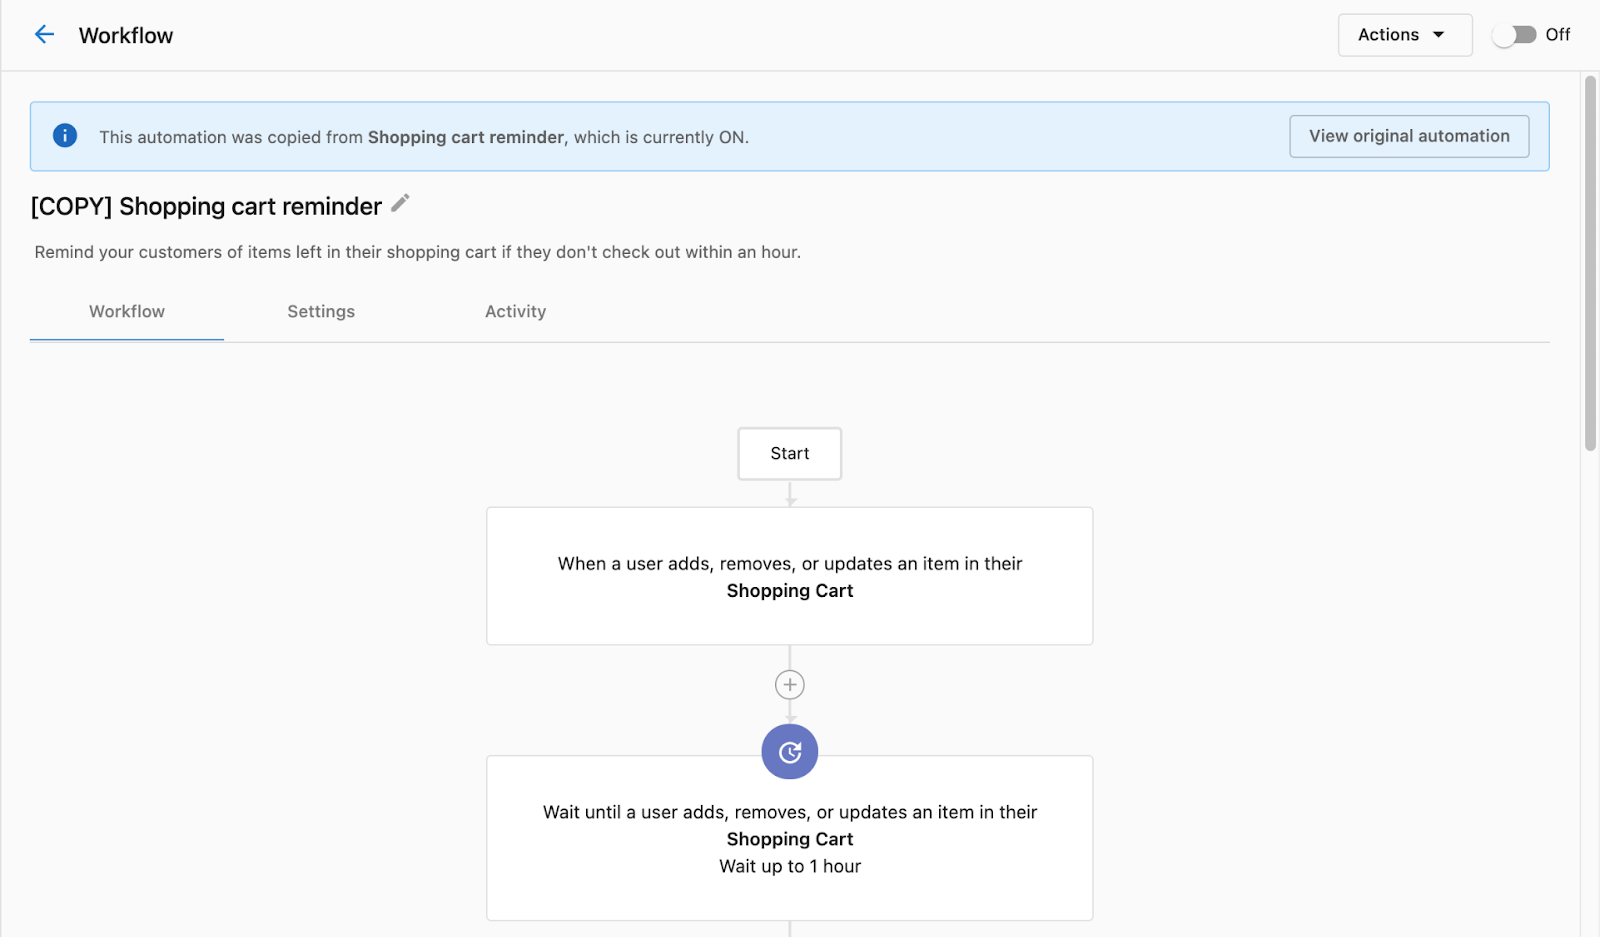 Workflow
Actions
Off
This automation was copied from Shopping cart reminder, which is currently ON.
View original automation
[COPY] Shopping cart reminder
Remind your customers of items left in their shopping cart if they don't check out within an hour.
Workflow
Settings
Activity
Start
When a user adds, removes, or updates an item in their
Shopping Cart
Wait until a user adds, removes, or updates an item in their
Shopping Cart
Wait up to 1 hour